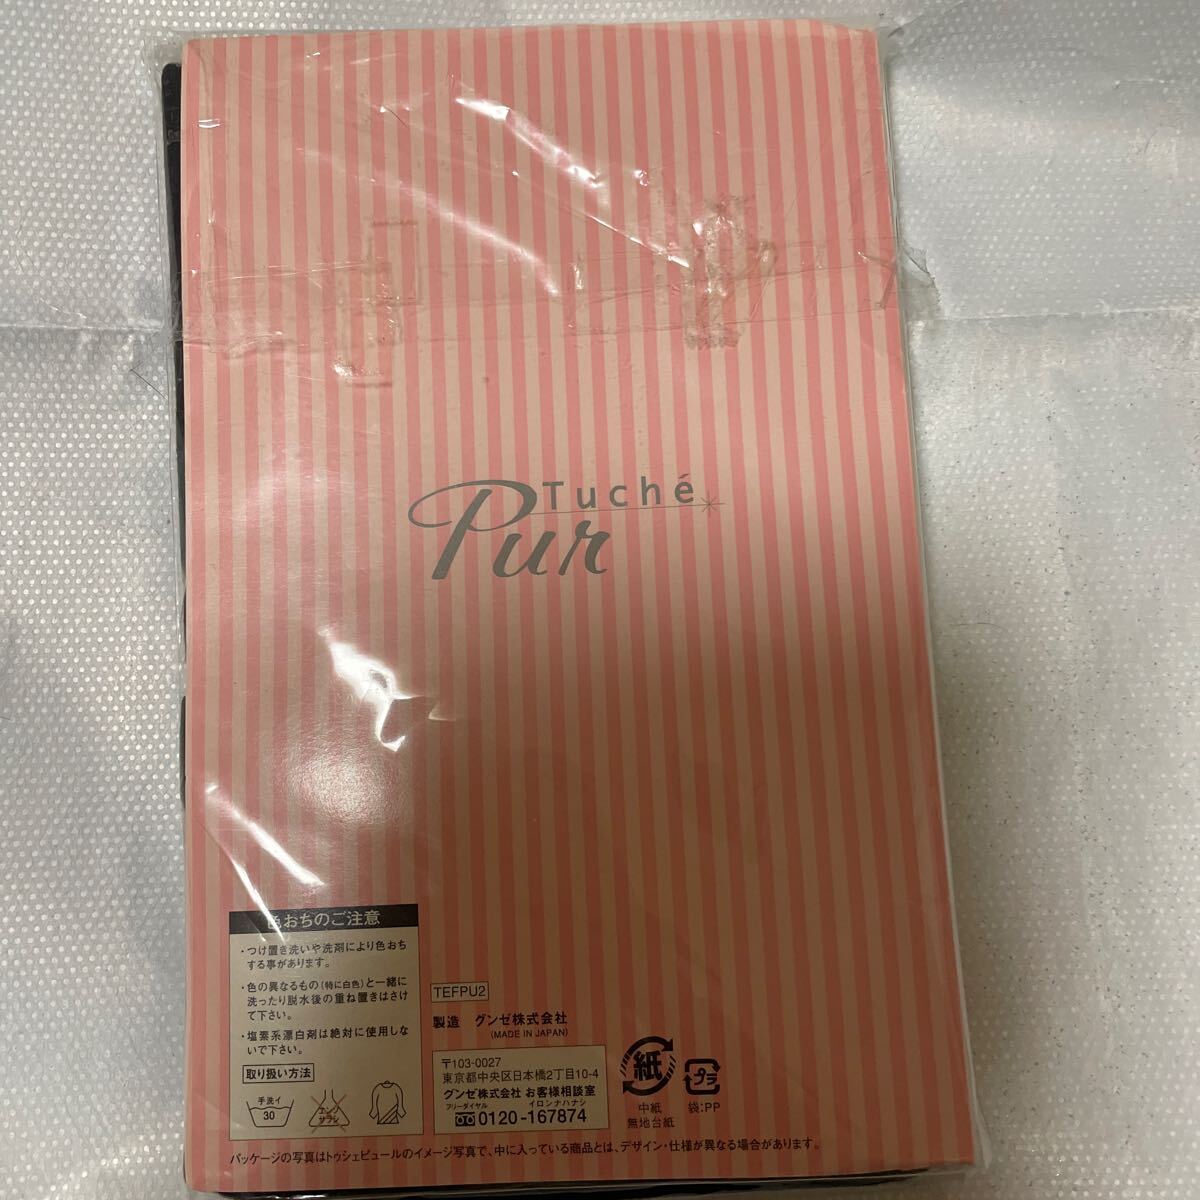 Tuché
Pur
色おちのご注意
・つけ置き洗いや洗剤により色おち
する事があります。
・色の異なるもの(特に白色)と一緒に
洗ったり脱水後の重ね置きはさけ
て下さい。
・塩素系漂白剤は絶対に使用しな
いで下さい。
取り扱い方法
手洗イ
30
エンソ
サラシ
TEFPU2
製造 グンゼ株式会社
(MADE IN JAPAN)
〒103-0027
東京都中央区日本橋2丁目10-4
グンゼ株式会社 お客様相談室
フリーダイヤル イロンナハナシ
0120-167874
紙
中紙
無地台紙
プラ
袋:PP
パッケージの写真はトゥシェピュールのイメージ写真で、中に入っている商品とは、デザイン・仕様が異なる場合があります。